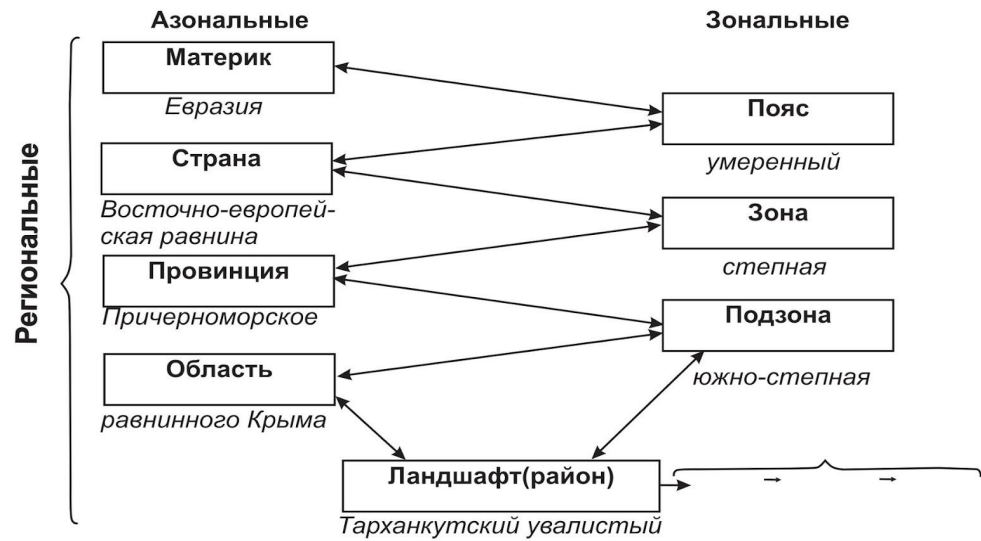 Азональные
Зональные
Региональные
Материк
Евразия
Пояс
умеренный
Страна
Восточно-европей-
ская равнина
Зона
степная
Провинция
Причерноморское
Подзона
южно-степная
Область
равнинного Крыма
Ландшафт(район)
Тарханкутский увалистый